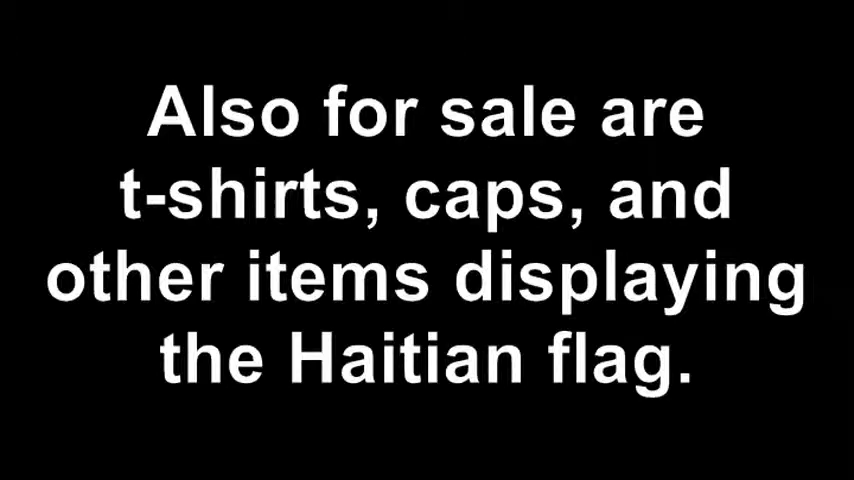 Also for sale are
t-shirts, caps, and
other items displaying
the Haitian flag.